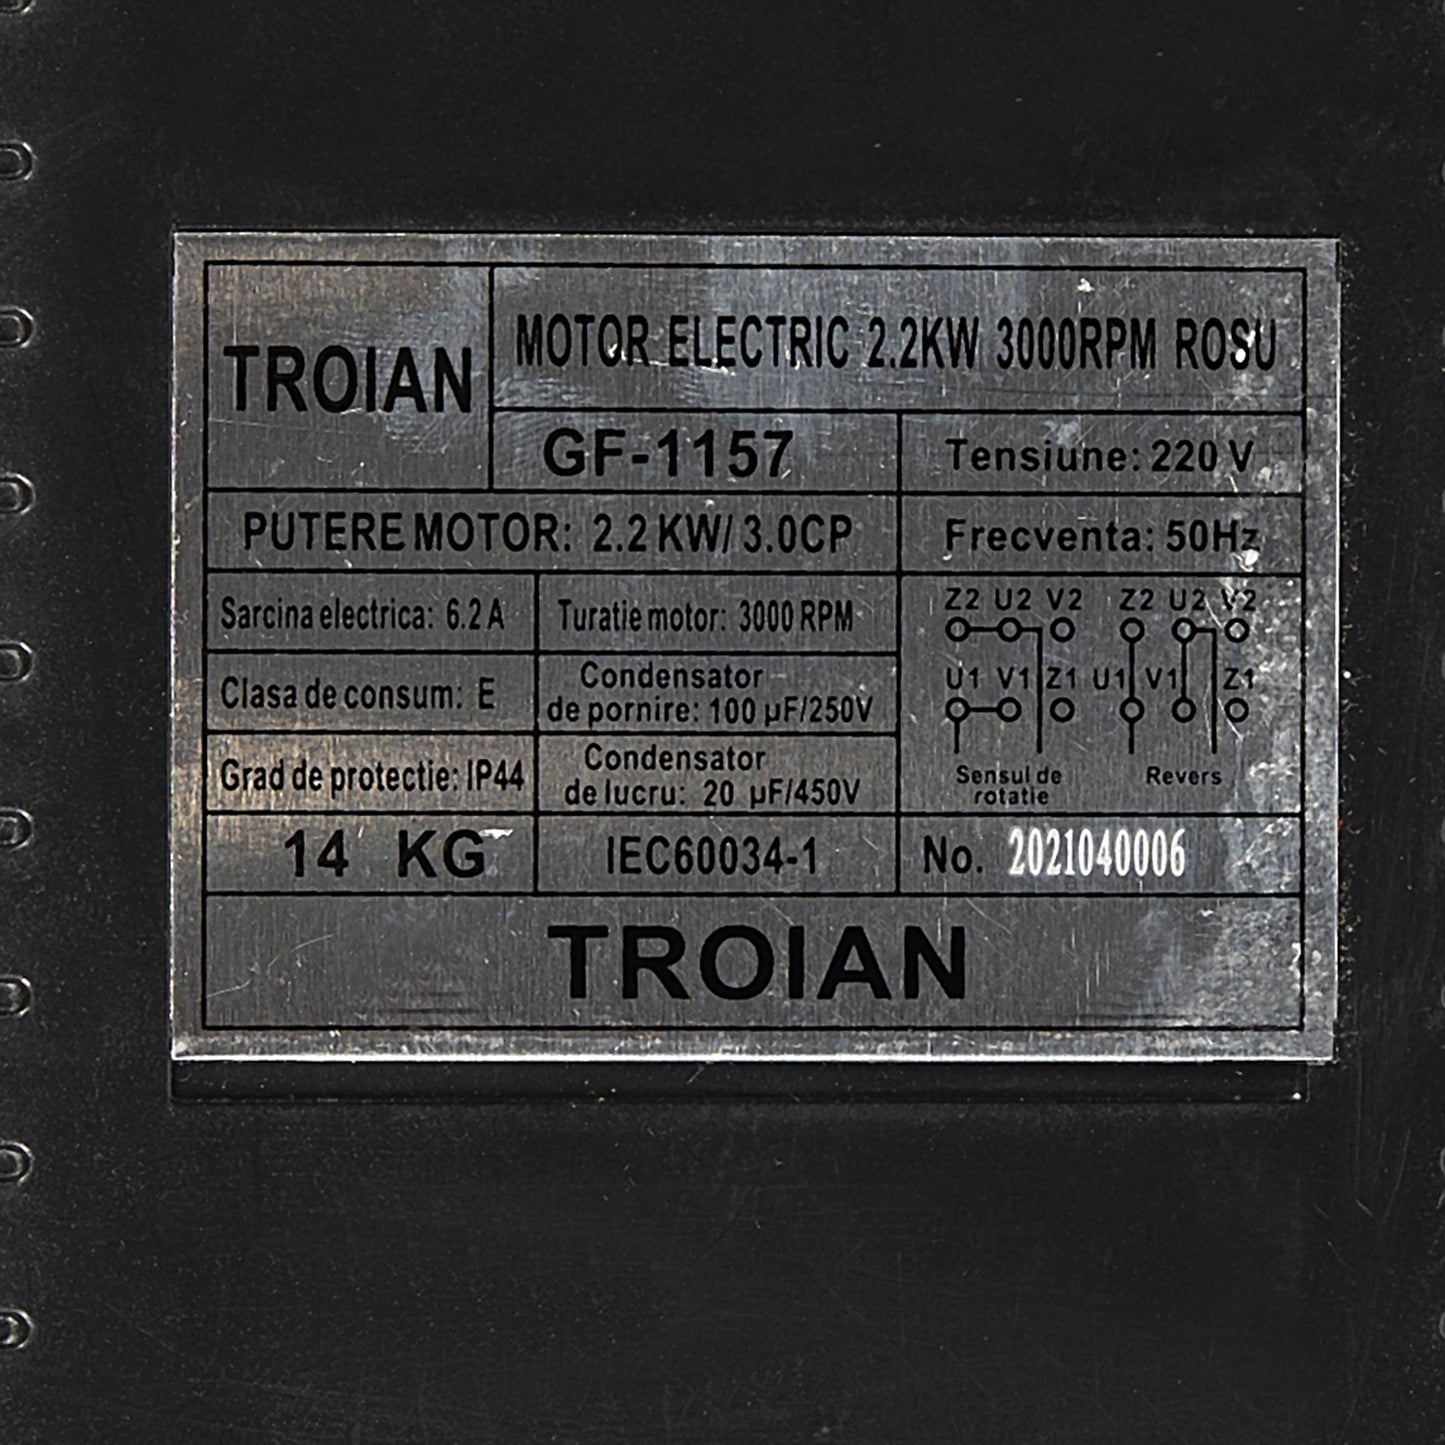 TROIAN
MOTOR ELECTRIC 2.2KW 3000RPM ROSU
GF-1157
Tensiune: 220 V
PUTERE MOTOR: 2.2 KW/ 3.0CP
Frecventa: 50Hz
Sarcina electrica: 6.2 A
Turatie motor: 3000 RPM
Clasa de consum: E
Condensator
de pornire: 100 µF/250V
Grad de protectie: IP44
Condensator
de lucru: 20 µF/450V
Z2 U2 V2 Z2 U2 V2
U1 V1 Z1 U1 V1 Z1
Sensul de
rotatie
Revers
14 KG
IEC60034-1
No. 2021040006
TROIAN